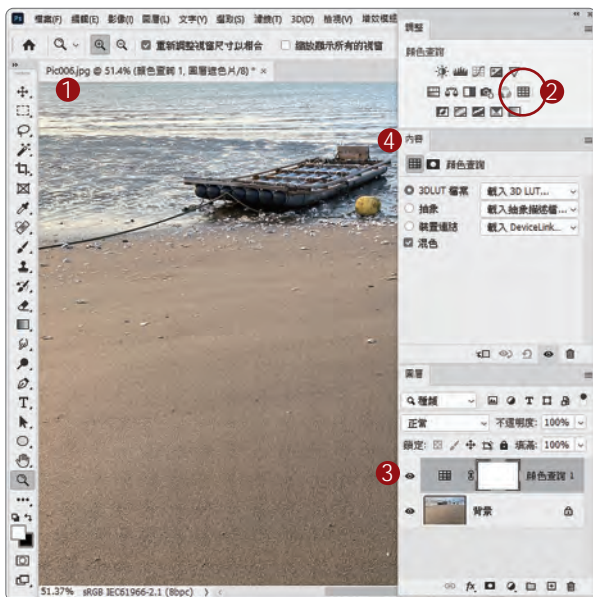 Ps 檔案(F) 編輯(E) 影像(I) 圖層(L) 文字(Y) 選取(S) 濾鏡(T) 3D(D) 檢視(V) 增效模組
重新調整視窗尺寸以相合 縮放顯示所有的視窗
Pic006.jpg @ 51.4% (顏色查詢 1, 圖層遮色片/8) * ×
1
調整
顏色查詢
2
4
內容
顏色查詢
3DLUT 檔案 載入 3D LUT...
抽象 載入抽象描述檔...
裝置連結 載入 DeviceLink...
混色
圖層
種類
正常 不透明度: 100%
鎖定: 填滿: 100%
3
顏色查詢 1
背景
51.37% sRGB IEC61966-2.1 (8bpc)